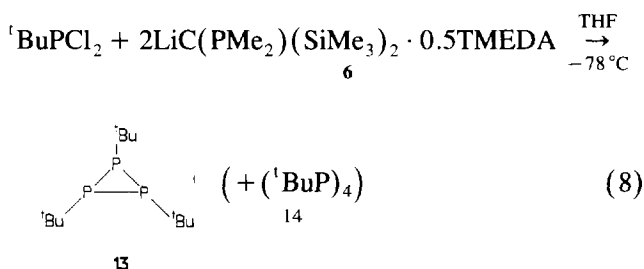 ᵗBuPCl₂ + 2LiC(PMe₂)(SiMe₃)₂ · 0.5TMEDA → THF −78 °C
6
ᵗBu
P
P P
ᵗBu ᵗBu
13
(+(ᵗBuP)₄)
14
(8)